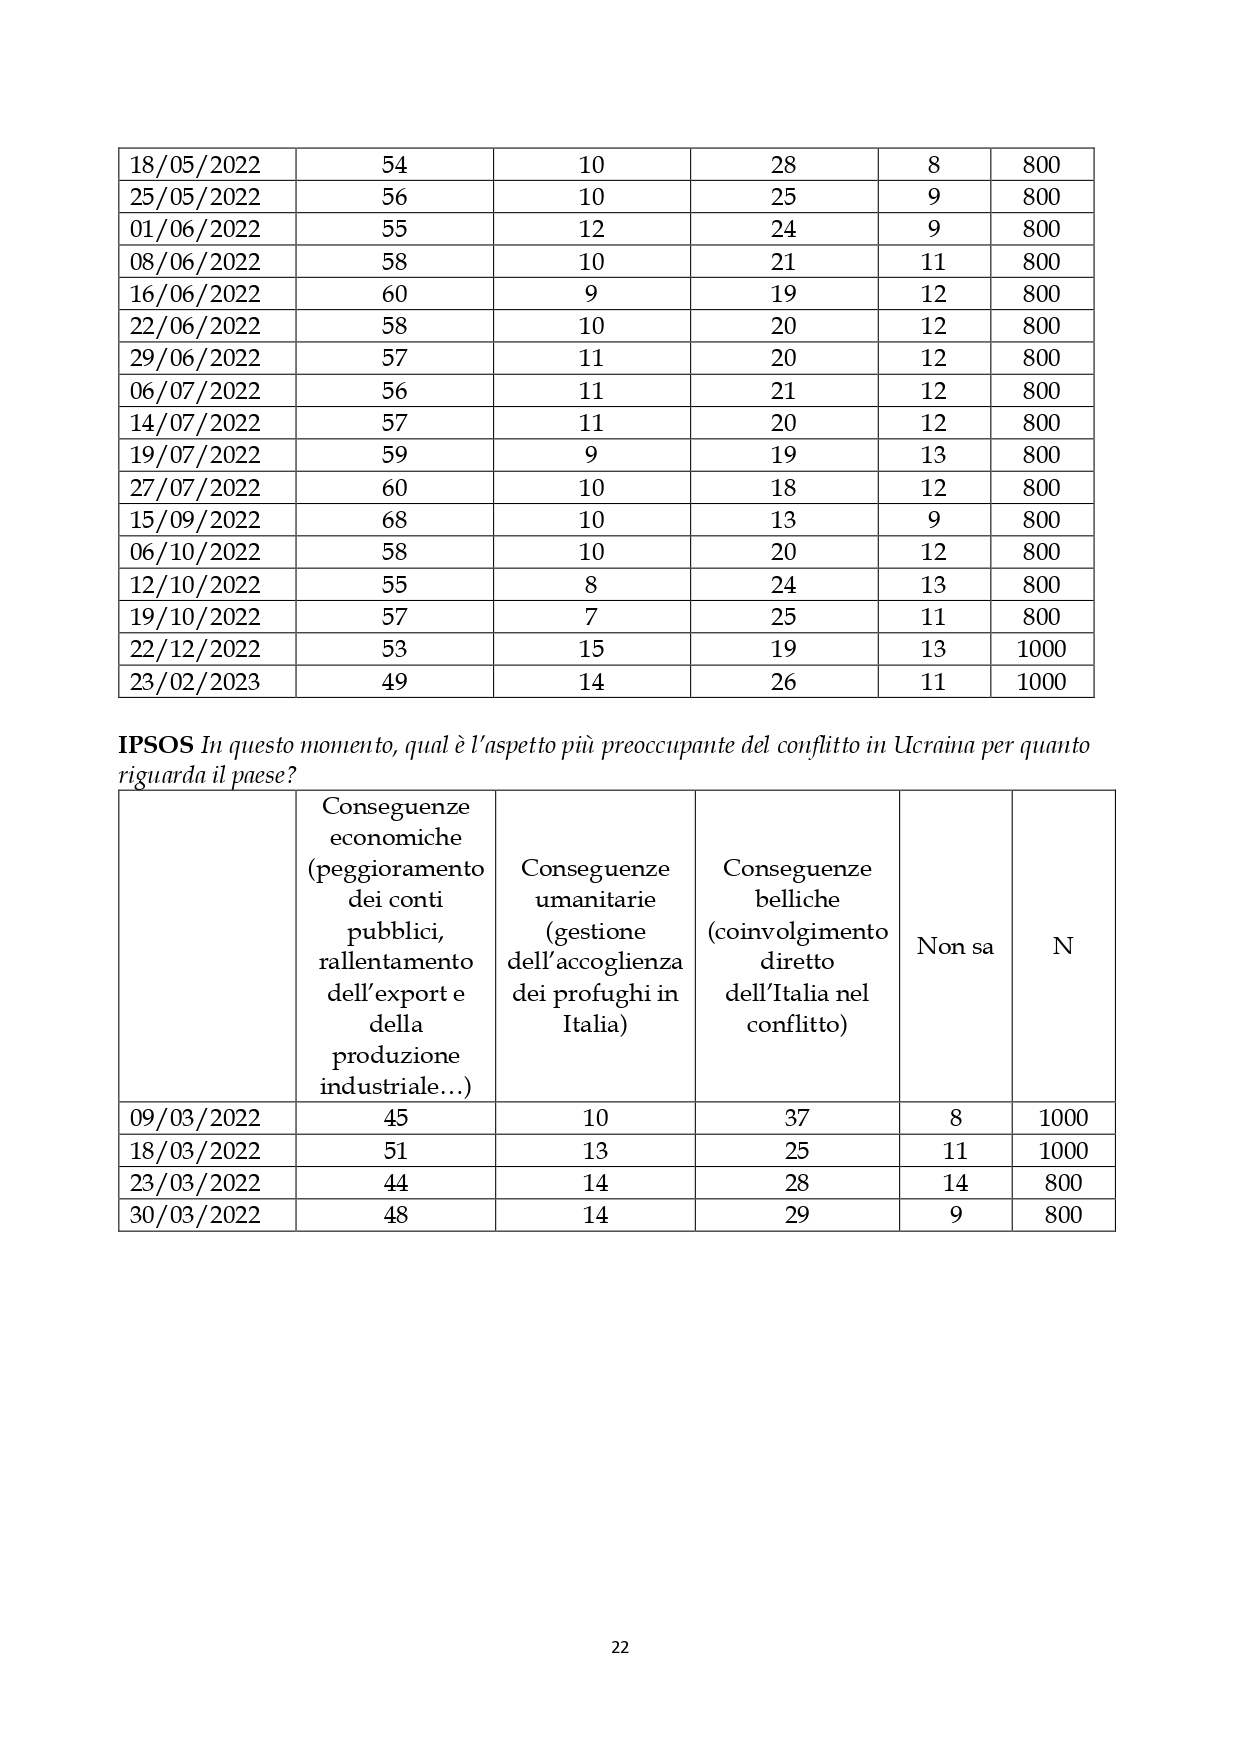 18/05/2022 54 10 28 8 800
25/05/2022 56 10 25 9 800
01/06/2022 55 12 24 9 800
08/06/2022 58 10 21 11 800
16/06/2022 60 9 19 12 800
22/06/2022 58 10 20 12 800
29/06/2022 57 11 20 12 800
06/07/2022 56 11 21 12 800
14/07/2022 57 11 20 12 800
19/07/2022 59 9 19 13 800
27/07/2022 60 10 18 12 800
15/09/2022 68 10 13 9 800
06/10/2022 58 10 20 12 800
12/10/2022 55 8 24 13 800
19/10/2022 57 7 25 11 800
22/12/2022 53 15 19 13 1000
23/02/2023 49 14 26 11 1000
IPSOS In questo momento, qual è l’aspetto più preoccupante del conflitto in Ucraina per quanto
riguarda il paese?
Conseguenze
economiche
(peggioramento
dei conti
pubblici,
rallentamento
dell’export e
della
produzione
industriale…)
Conseguenze
umanitarie
(gestione
dell’accoglienza
dei profughi in
Italia)
Conseguenze
belliche
(coinvolgimento
diretto
dell’Italia nel
conflitto)
Non sa
N
09/03/2022 45 10 37 8 1000
18/03/2022 51 13 25 11 1000
23/03/2022 44 14 28 14 800
30/03/2022 48 14 29 9 800
22